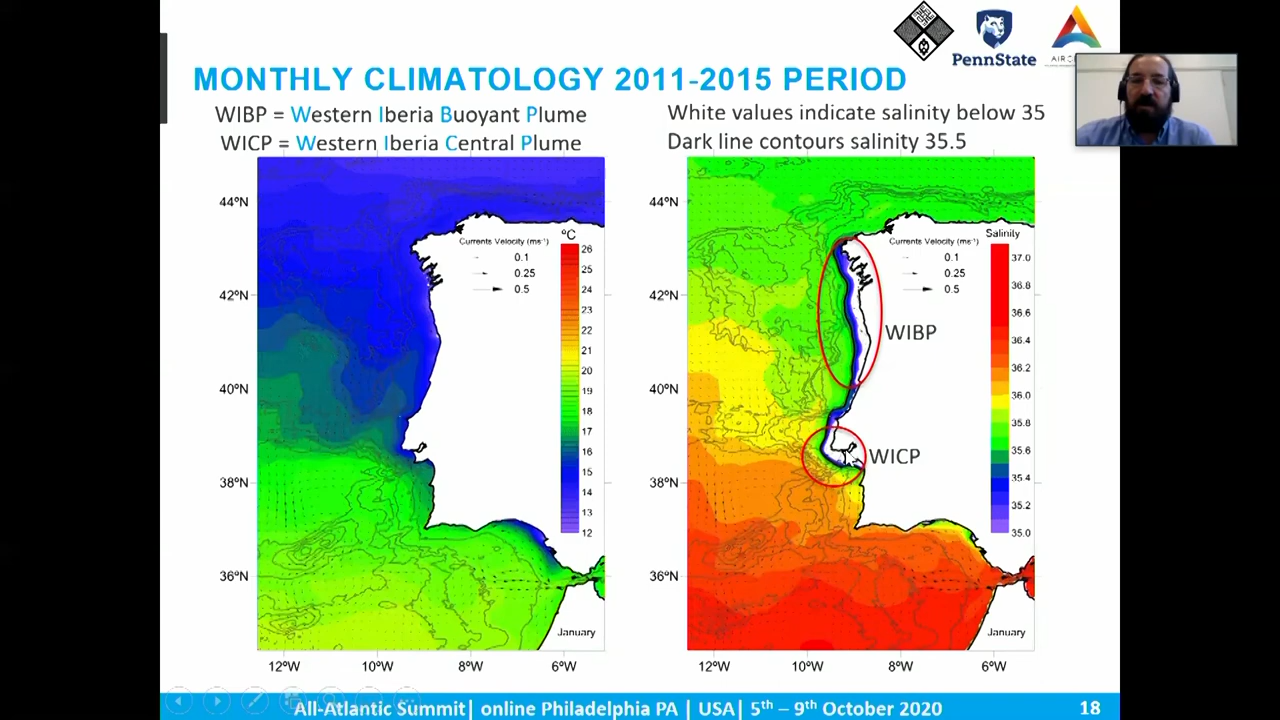 PennState
AIRC
MONTHLY CLIMATOLOGY 2011-2015 PERIOD
WIBP = Western Iberia Buoyant Plume
WICP = Western Iberia Central Plume
White values indicate salinity below 35
Dark line contours salinity 35.5
44ºN
42ºN
40ºN
38ºN
36ºN
12ºW
10ºW
8ºW
6ºW
Currents Velocity (ms⁻¹)
0.1
0.25
0.5
ºC
26
25
24
23
22
21
20
19
18
17
16
15
14
13
12
January
44ºN
42ºN
40ºN
38ºN
36ºN
12ºW
10ºW
8ºW
6ºW
Currents Velocity (ms⁻¹)
0.1
0.25
0.5
Salinity
37.0
36.8
36.6
36.4
36.2
36.0
35.8
35.6
35.4
35.2
35.0
WIBP
WICP
January
All-Atlantic Summit| online Philadelphia PA | USA| 5th – 9th October 2020
18